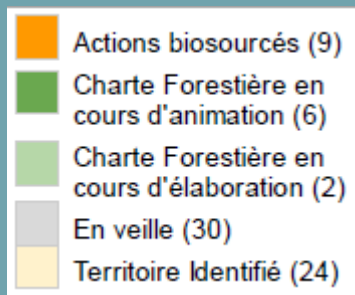 Actions biosourcés (9)
Charte Forestière en
cours d'animation (6)
Charte Forestière en
cours d'élaboration (2)
En veille (30)
Territoire Identifié (24)